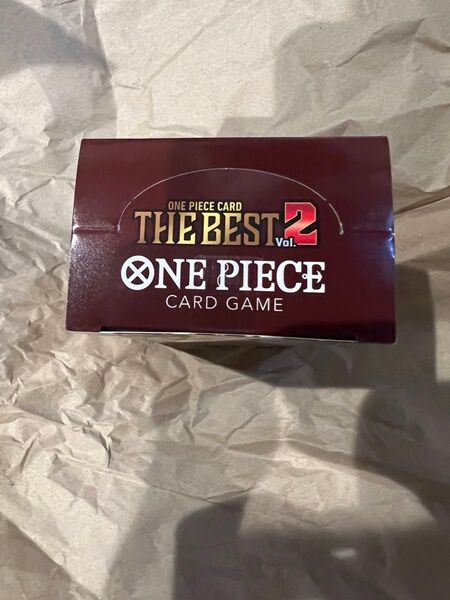 ONE PIECE CARD
THE BEST Vol.2
ONE PIECE
CARD GAME